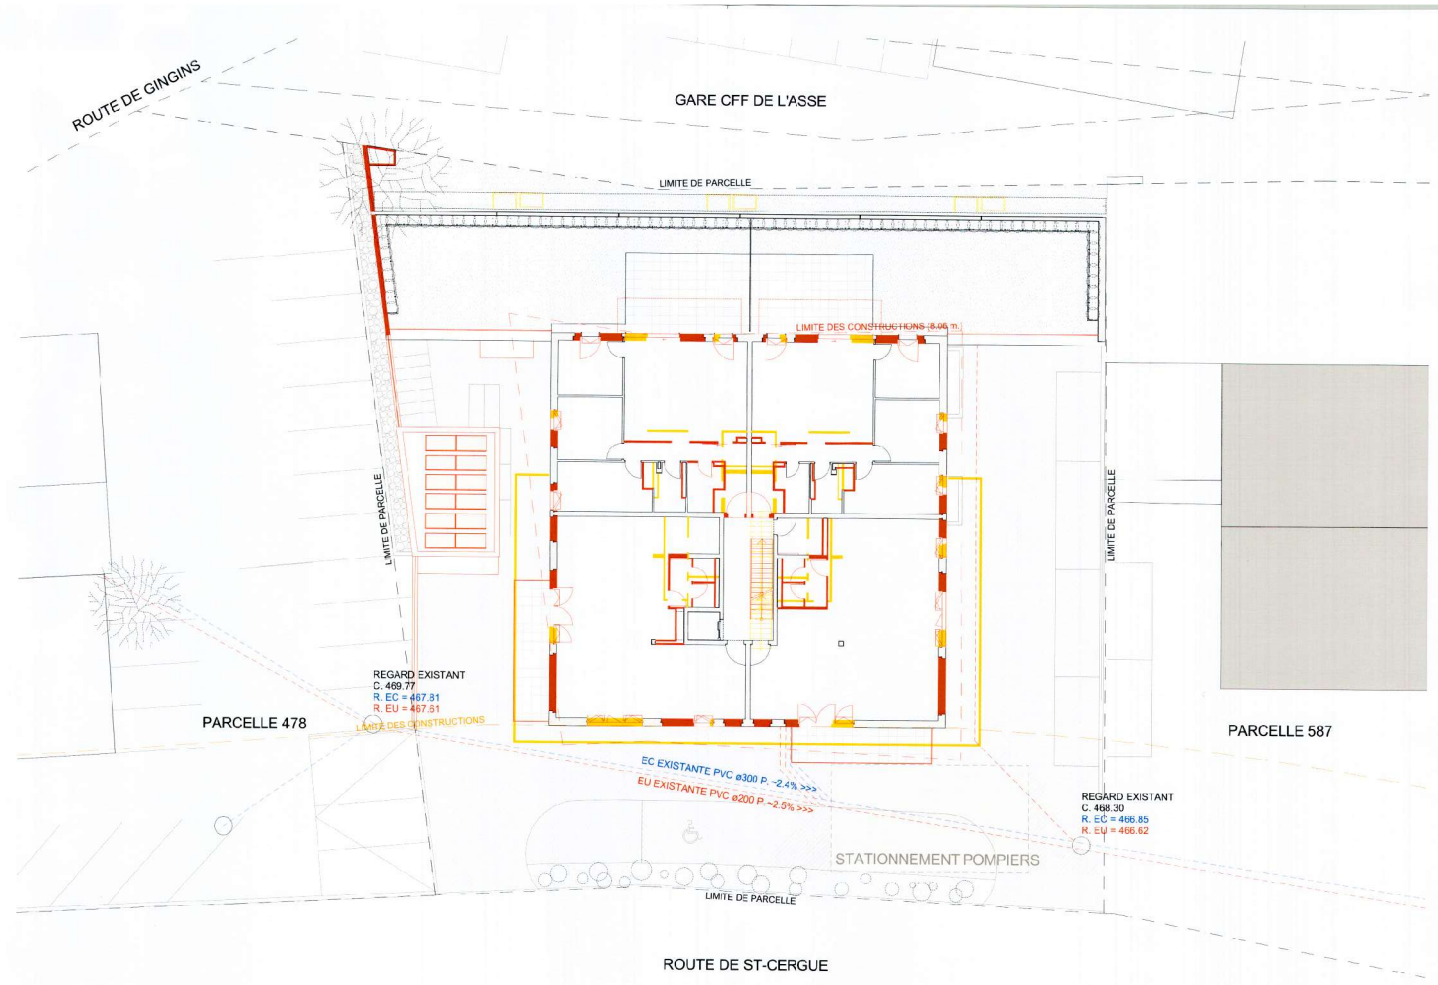 ROUTE DE GINGINS
GARE CFF DE L'ASSE
LIMITE DE PARCELLE
LIMITE DES CONSTRUCTIONS [8.06 m.]
LIMITE DE PARCELLE
LIMITE DE PARCELLE
REGARD EXISTANT
C. 469.77
R. EC = 467.81
R. EU = 467.61
PARCELLE 478
LIMITE DES CONSTRUCTIONS
PARCELLE 587
EC EXISTANTE PVC ø300 P. ~2.4% >>>
EU EXISTANTE PVC ø200 P. ~2.5% >>>
REGARD EXISTANT
C. 468.30
R. EC = 466.85
R. EU = 466.62
STATIONNEMENT POMPIERS
LIMITE DE PARCELLE
ROUTE DE ST-CERGUE